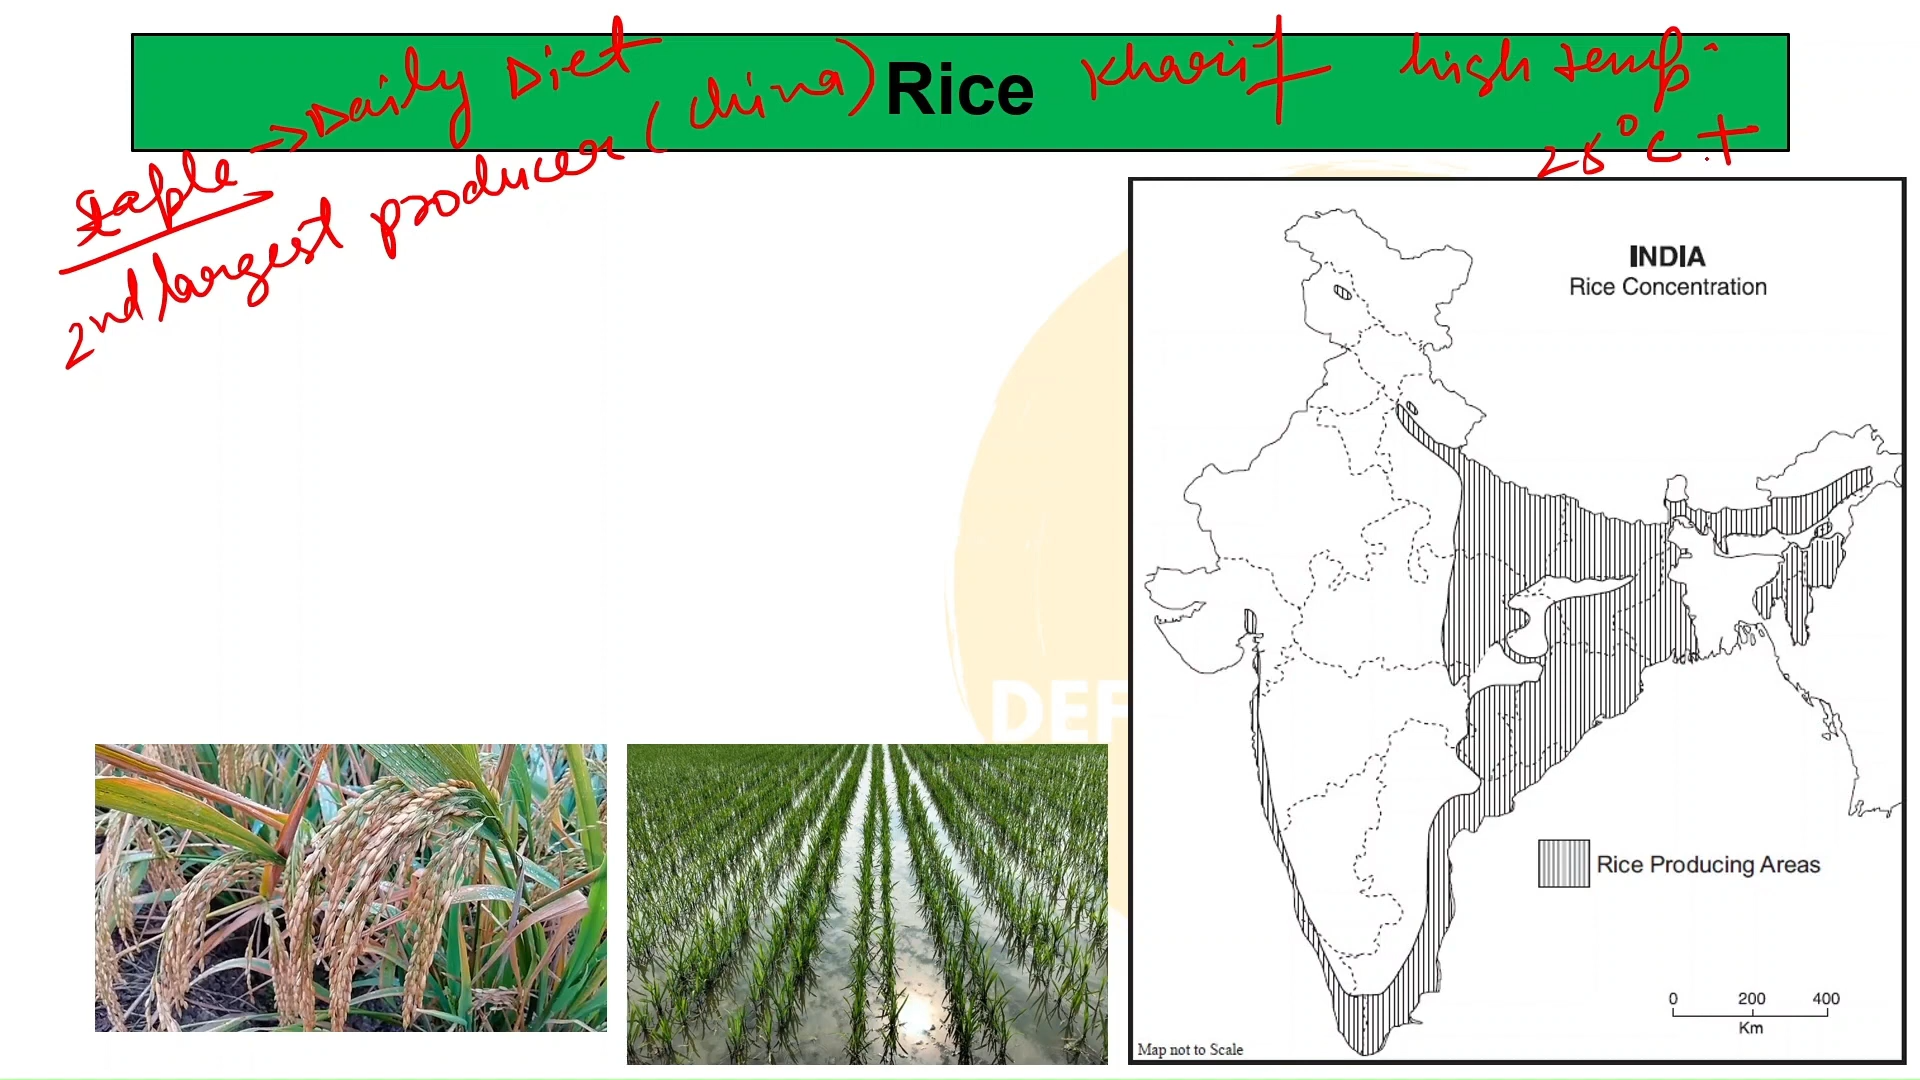 Rice
Kharif high temp.
25°C.+
staple → Daily Diet
2nd largest producer (china)
INDIA
Rice Concentration
DEF
Rice Producing Areas
0 200 400
Km
Map not to Scale